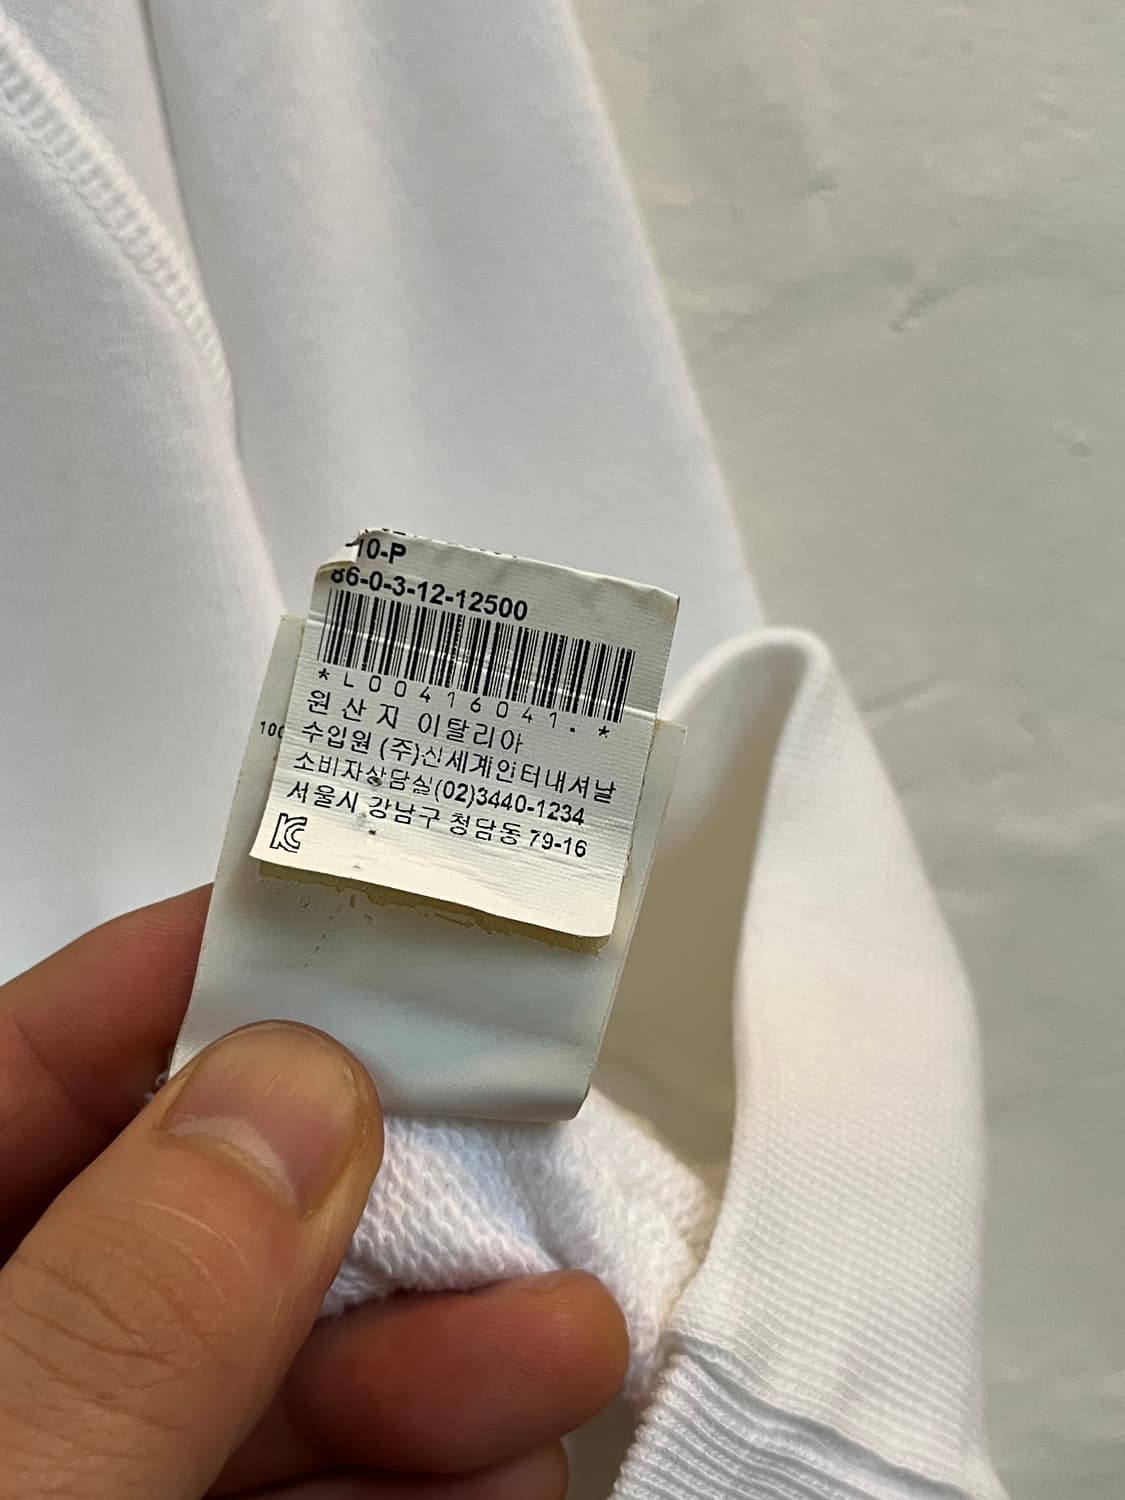 -10-P
86-0-3-12-12500
*L00416041.*
원산지 이탈리아
수입원 (주)신세계인터내셔날
소비자상담실(02)3440-1234
서울시 강남구 청담동 79-16
KC
100